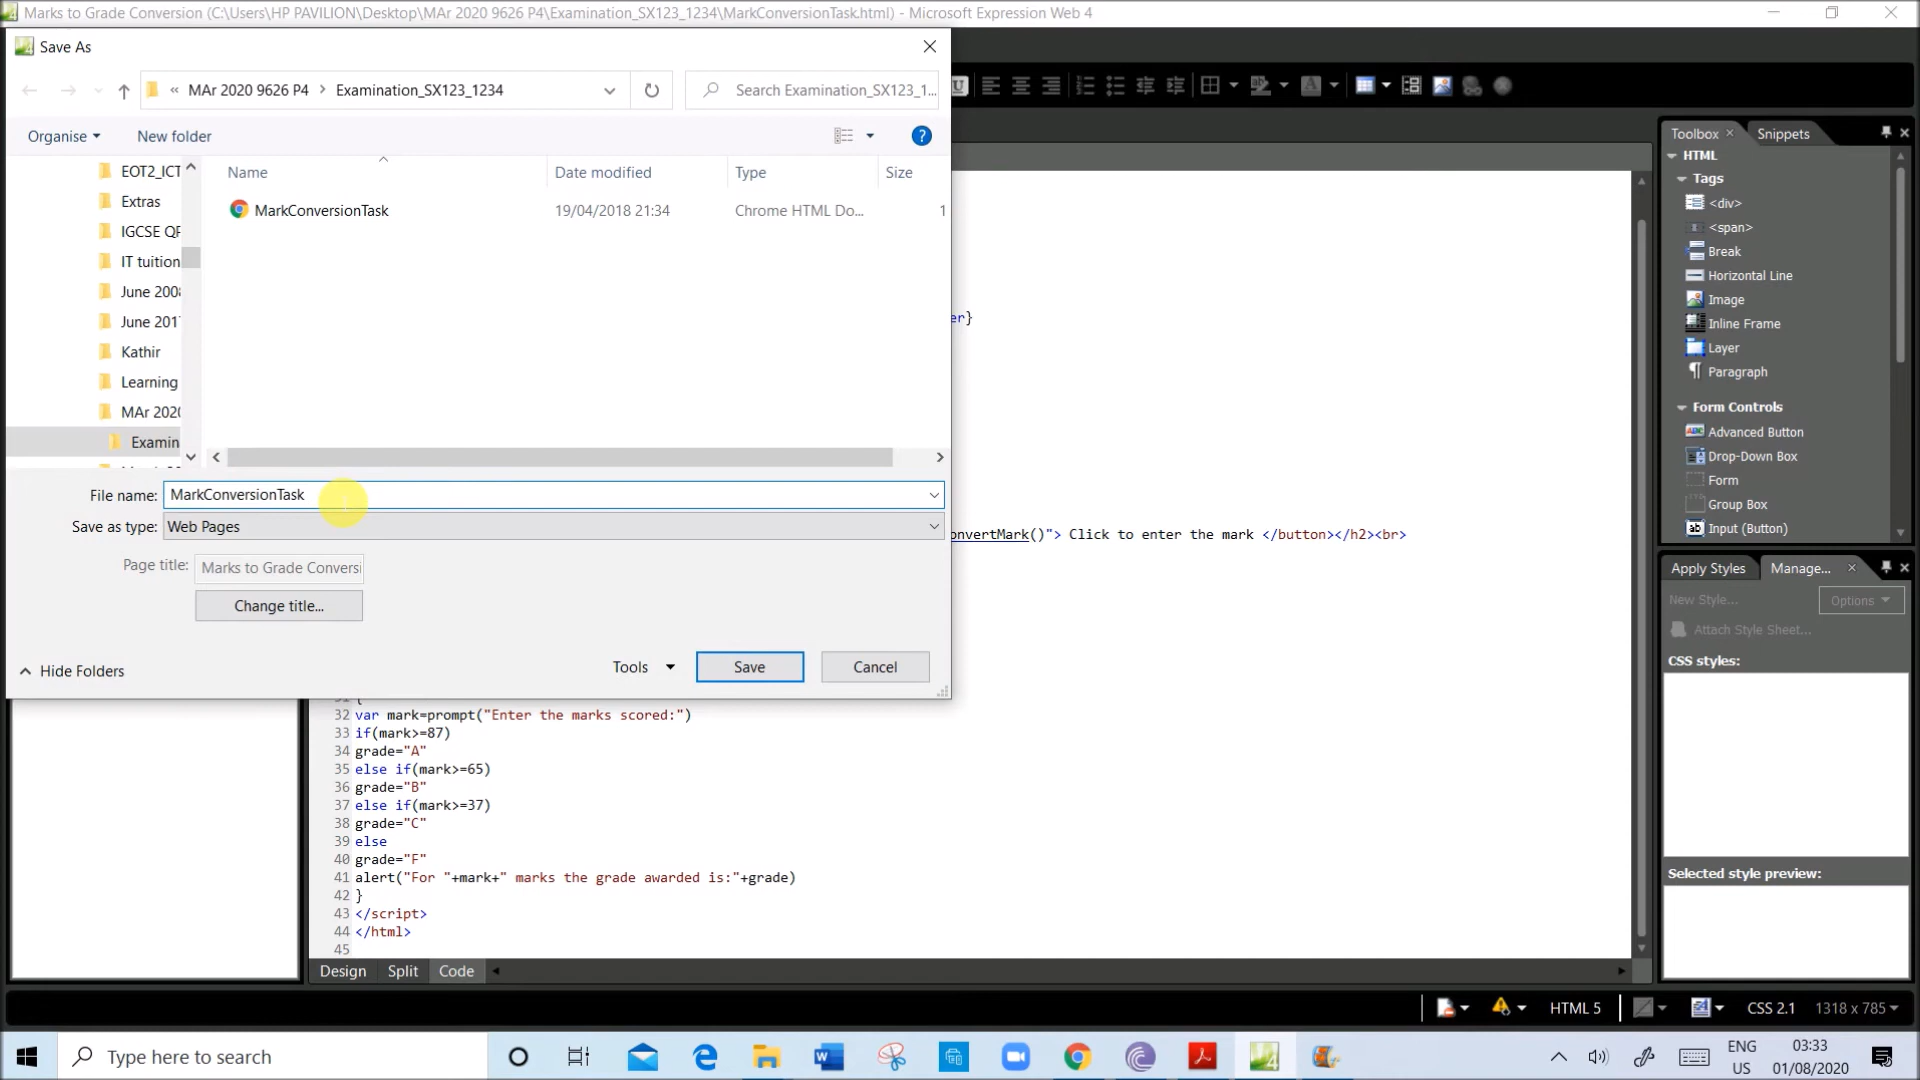 Marks to Grade Conversion (C:\Users\HP PAVILION\Desktop\MAr 2020 9626 P4\Examination_SX123_1234\MarkConversionTask.html) - Microsoft Expression Web 4
Save As
« MAr 2020 9626 P4 > Examination_SX123_1234
Search Examination_SX123_1...
Organise
New folder
EOT2_ICT
Extras
IGCSE QP
IT tuition
June 2008
June 201
Kathir
Learning
MAr 2020
Examin
Name
Date modified
Type
Size
MarkConversionTask
19/04/2018 21:34
Chrome HTML Do...
1
File name: MarkConversionTask
Save as type: Web Pages
Page title: Marks to Grade Conversi
Change title...
Hide Folders
Tools
Save
Cancel
er}
onvertMark()"> Click to enter the mark </button></h2><br>
{
32 var mark=prompt("Enter the marks scored:")
33 if(mark>=87)
34 grade="A"
35 else if(mark>=65)
36 grade="B"
37 else if(mark>=37)
38 grade="C"
39 else
40 grade="F"
41 alert("For "+mark+" marks the grade awarded is:"+grade)
42 }
43 </script>
44 </html>
45
Design
Split
Code
Toolbox
Snippets
HTML
Tags
<div>
<span>
Break
Horizontal Line
Image
Inline Frame
Layer
Paragraph
Form Controls
Advanced Button
Drop-Down Box
Form
Group Box
Input (Button)
Apply Styles
Manage...
New Style...
Options
Attach Style Sheet...
CSS styles:
Selected style preview:
HTML 5
CSS 2.1
1318 x 785
Type here to search
ENG
US
03:33
01/08/2020